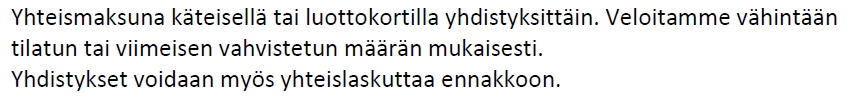 Yhteismaksuna käteisellä tai luottokortilla yhdistyksittäin. Veloitamme vähintään
tilatun tai viimeisen vahvistetun määrän mukaisesti.
Yhdistykset voidaan myös yhteislaskuttaa ennakkoon.